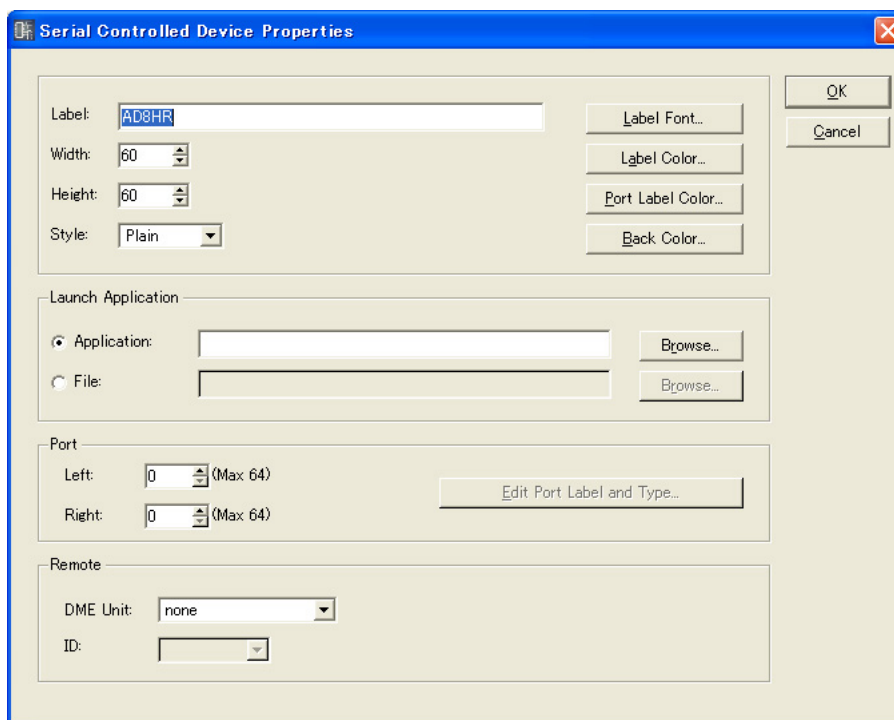 Serial Controlled Device Properties
Label: AD8HR Label Font...
Width: 60 Label Color...
Height: 60 Port Label Color...
Style: Plain Back Color...
OK
Cancel
Launch Application
Application: Browse...
File: Browse...
Port
Left: 0 (Max 64)
Edit Port Label and Type...
Right: 0 (Max 64)
Remote
DME Unit: none
ID: